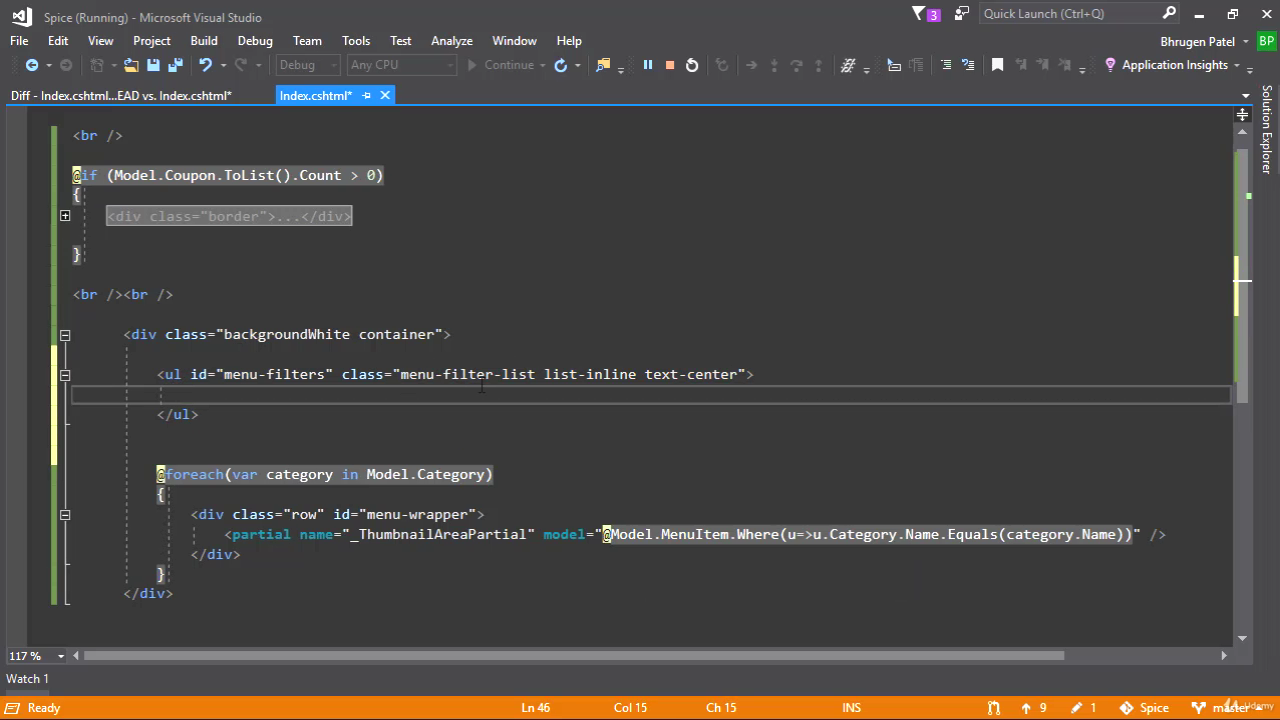 Spice (Running) - Microsoft Visual Studio
3
Quick Launch (Ctrl+Q)
File Edit View Project Build Debug Team Tools Test Analyze Window Help
Bhrugen Patel BP
Debug Any CPU Continue Application Insights
Diff - Index.cshtml...EAD vs. Index.cshtml* Index.cshtml*
Solution Explorer
<br />
@if (Model.Coupon.ToList().Count > 0)
{
<div class="border">...</div>
}
<br /><br />
<div class="backgroundWhite container">
<ul id="menu-filters" class="menu-filter-list list-inline text-center">
</ul>
@foreach(var category in Model.Category)
{
<div class="row" id="menu-wrapper">
<partial name="_ThumbnailAreaPartial" model="@Model.MenuItem.Where(u=>u.Category.Name.Equals(category.Name))" />
</div>
}
</div>
117 %
Watch 1
Ready Ln 46 Col 15 Ch 15 INS 9 1 Spice master
Udemy